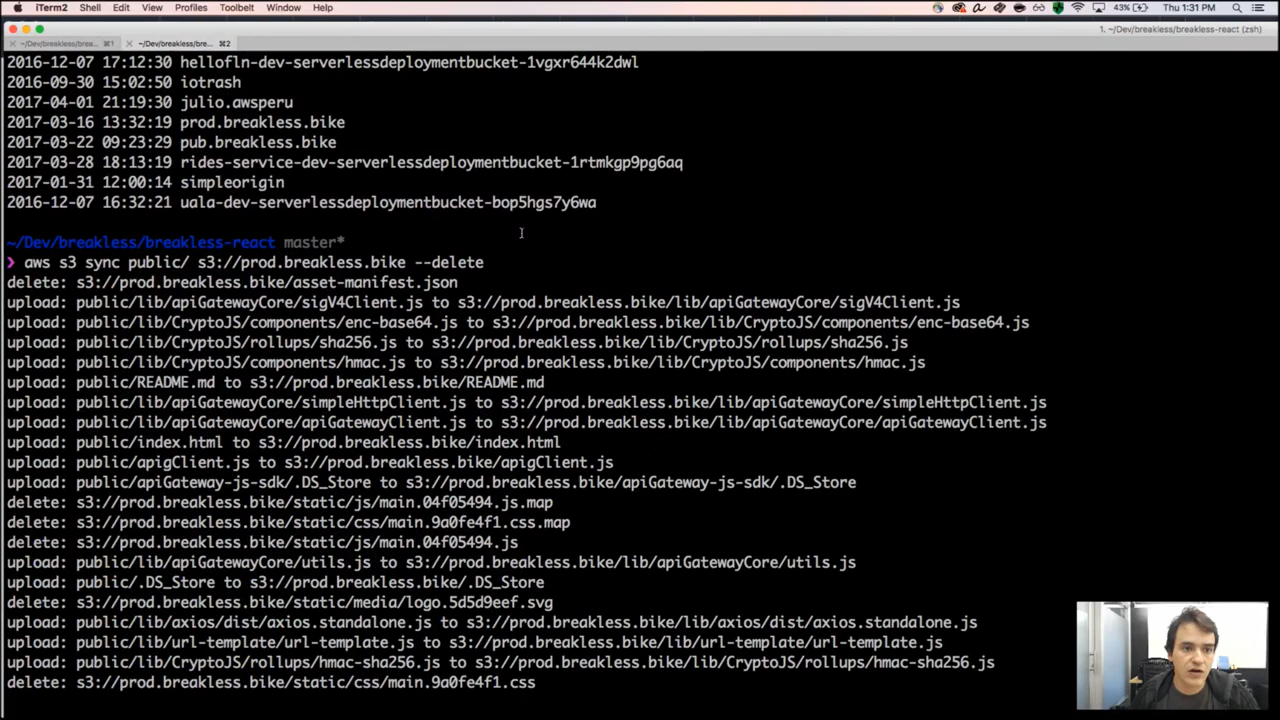 iTerm2 Shell Edit View Profiles Toolbelt Window Help 43% Thu 1:31 PM
1. ~/Dev/breakless/breakless-react (zsh)
~/Dev/breakless/brea... ⌘1 ~/Dev/breakless/bre... ⌘2
2016-12-07 17:12:30 hellofln-dev-serverlessdeploymentbucket-1vgxr644k2dwl
2016-09-30 15:02:50 iotrash
2017-04-01 21:19:30 julio.awsperu
2017-03-16 13:32:19 prod.breakless.bike
2017-03-22 09:23:29 pub.breakless.bike
2017-03-28 18:13:19 rides-service-dev-serverlessdeploymentbucket-1rtmkgp9pg6aq
2017-01-31 12:00:14 simpleorigin
2016-12-07 16:32:21 uala-dev-serverlessdeploymentbucket-bop5hgs7y6wa
~/Dev/breakless/breakless-react master*
❯ aws s3 sync public/ s3://prod.breakless.bike --delete
delete: s3://prod.breakless.bike/asset-manifest.json
upload: public/lib/apiGatewayCore/sigV4Client.js to s3://prod.breakless.bike/lib/apiGatewayCore/sigV4Client.js
upload: public/lib/CryptoJS/components/enc-base64.js to s3://prod.breakless.bike/lib/CryptoJS/components/enc-base64.js
upload: public/lib/CryptoJS/rollups/sha256.js to s3://prod.breakless.bike/lib/CryptoJS/rollups/sha256.js
upload: public/lib/CryptoJS/components/hmac.js to s3://prod.breakless.bike/lib/CryptoJS/components/hmac.js
upload: public/README.md to s3://prod.breakless.bike/README.md
upload: public/lib/apiGatewayCore/simpleHttpClient.js to s3://prod.breakless.bike/lib/apiGatewayCore/simpleHttpClient.js
upload: public/lib/apiGatewayCore/apiGatewayClient.js to s3://prod.breakless.bike/lib/apiGatewayCore/apiGatewayClient.js
upload: public/index.html to s3://prod.breakless.bike/index.html
upload: public/apigClient.js to s3://prod.breakless.bike/apigClient.js
upload: public/apiGateway-js-sdk/.DS_Store to s3://prod.breakless.bike/apiGateway-js-sdk/.DS_Store
delete: s3://prod.breakless.bike/static/js/main.04f05494.js.map
delete: s3://prod.breakless.bike/static/css/main.9a0fe4f1.css.map
delete: s3://prod.breakless.bike/static/js/main.04f05494.js
upload: public/lib/apiGatewayCore/utils.js to s3://prod.breakless.bike/lib/apiGatewayCore/utils.js
upload: public/.DS_Store to s3://prod.breakless.bike/.DS_Store
delete: s3://prod.breakless.bike/static/media/logo.5d5d9eef.svg
upload: public/lib/axios/dist/axios.standalone.js to s3://prod.breakless.bike/lib/axios/dist/axios.standalone.js
upload: public/lib/url-template/url-template.js to s3://prod.breakless.bike/lib/url-template/url-template.js
upload: public/lib/CryptoJS/rollups/hmac-sha256.js to s3://prod.breakless.bike/lib/CryptoJS/rollups/hmac-sha256.js
delete: s3://prod.breakless.bike/static/css/main.9a0fe4f1.css